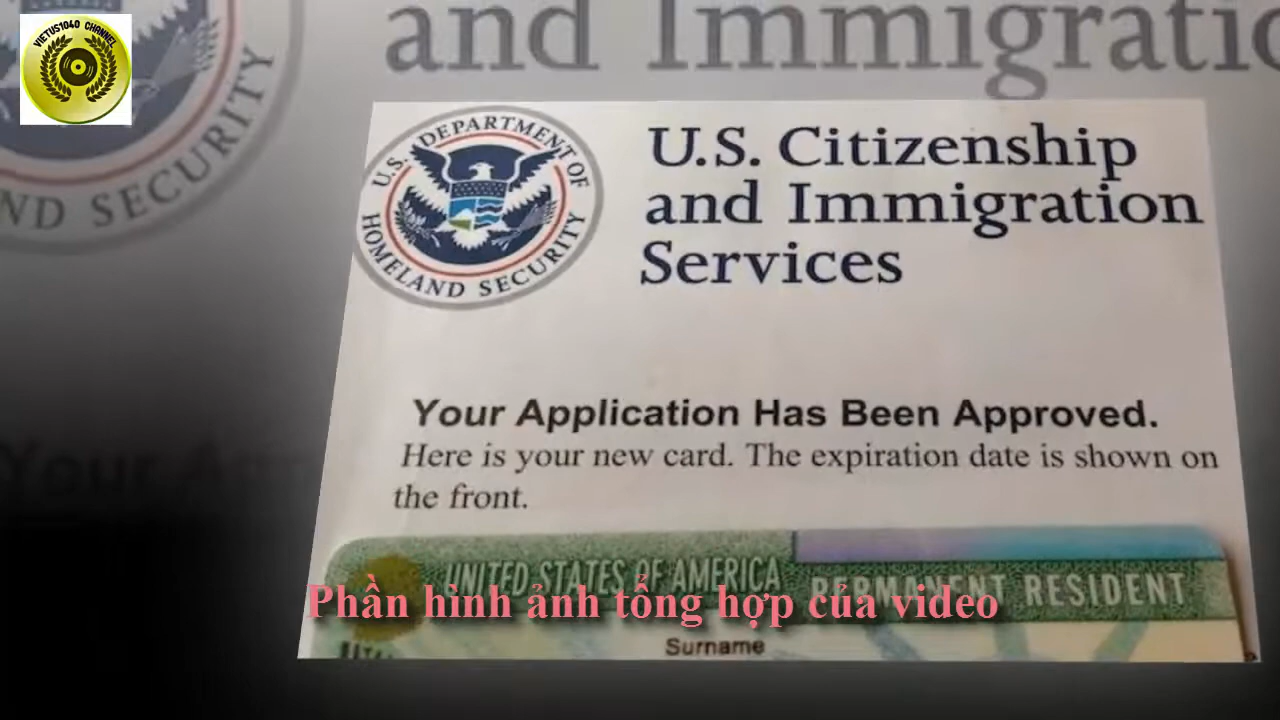 VIETUS1040 CHANNEL
and Immigratio
ND SECURITY
U.S. DEPARTMENT OF
HOMELAND SECURITY
U.S. Citizenship
and Immigration
Services
Your Application Has Been Approved.
Here is your new card. The expiration date is shown on
the front.
UNITED STATES OF AMERICA PERMANENT RESIDENT
Phần hình ảnh tổng hợp của video
Surname